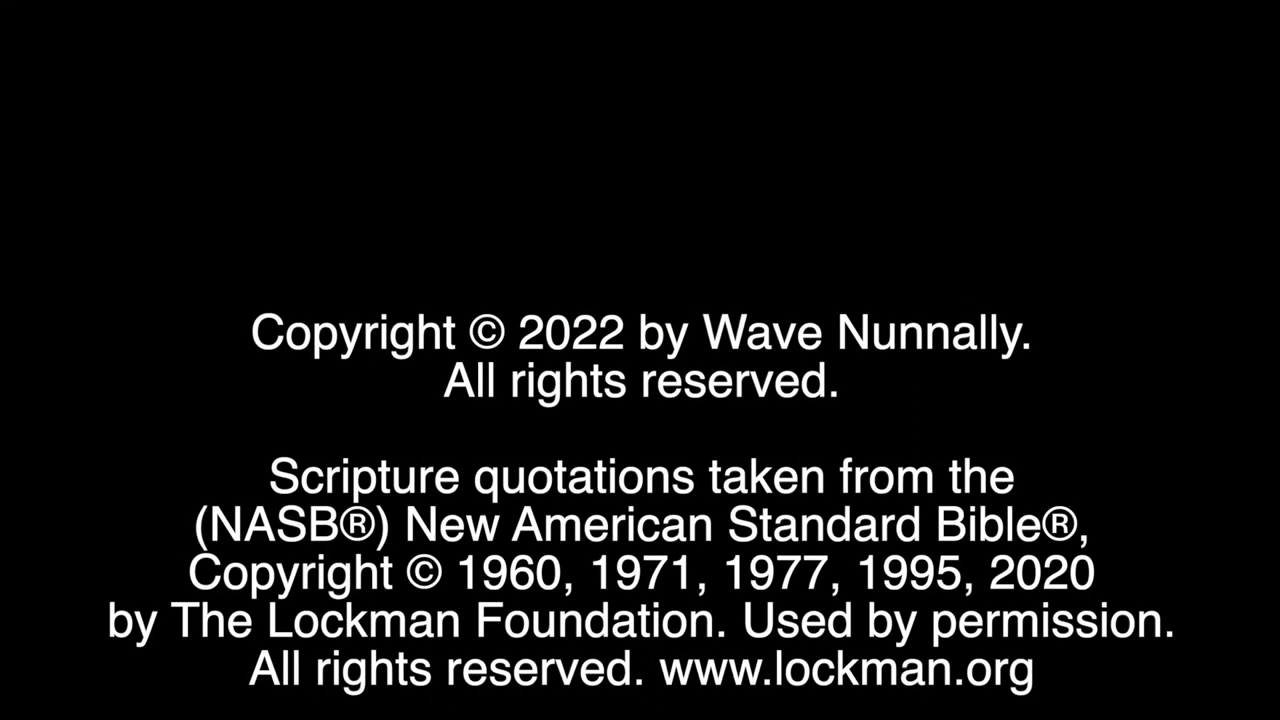 Copyright © 2022 by Wave Nunnally.
All rights reserved.
Scripture quotations taken from the
(NASB®) New American Standard Bible®,
Copyright © 1960, 1971, 1977, 1995, 2020
by The Lockman Foundation. Used by permission.
All rights reserved. www.lockman.org